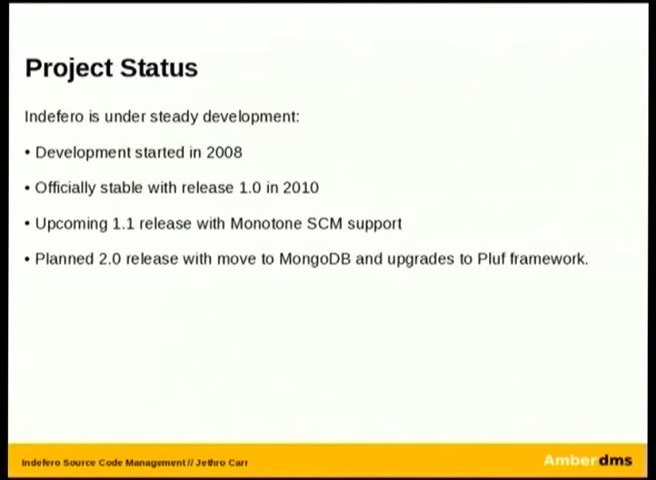 Project Status
Indefero is under steady development:
• Development started in 2008
• Officially stable with release 1.0 in 2010
• Upcoming 1.1 release with Monotone SCM support
• Planned 2.0 release with move to MongoDB and upgrades to Pluf framework.
Indefero Source Code Management // Jethro Carr
Amberdms